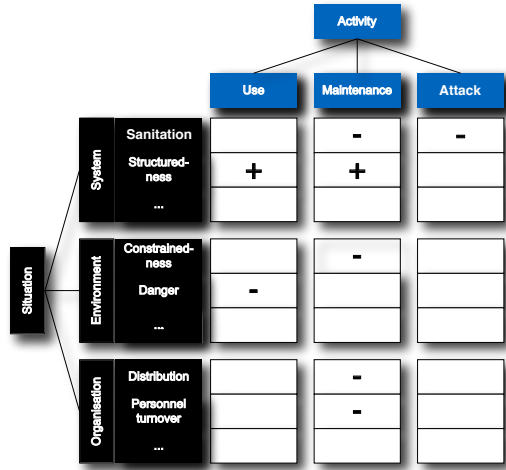 Activity
Use
Maintenance
Attack
Situation
System
Sanitation
-
-
Structured-
ness
+
+
...
Environment
Constrained-
ness
-
Danger
-
...
Organisation
Distribution
-
Personnel
turnover
-
...